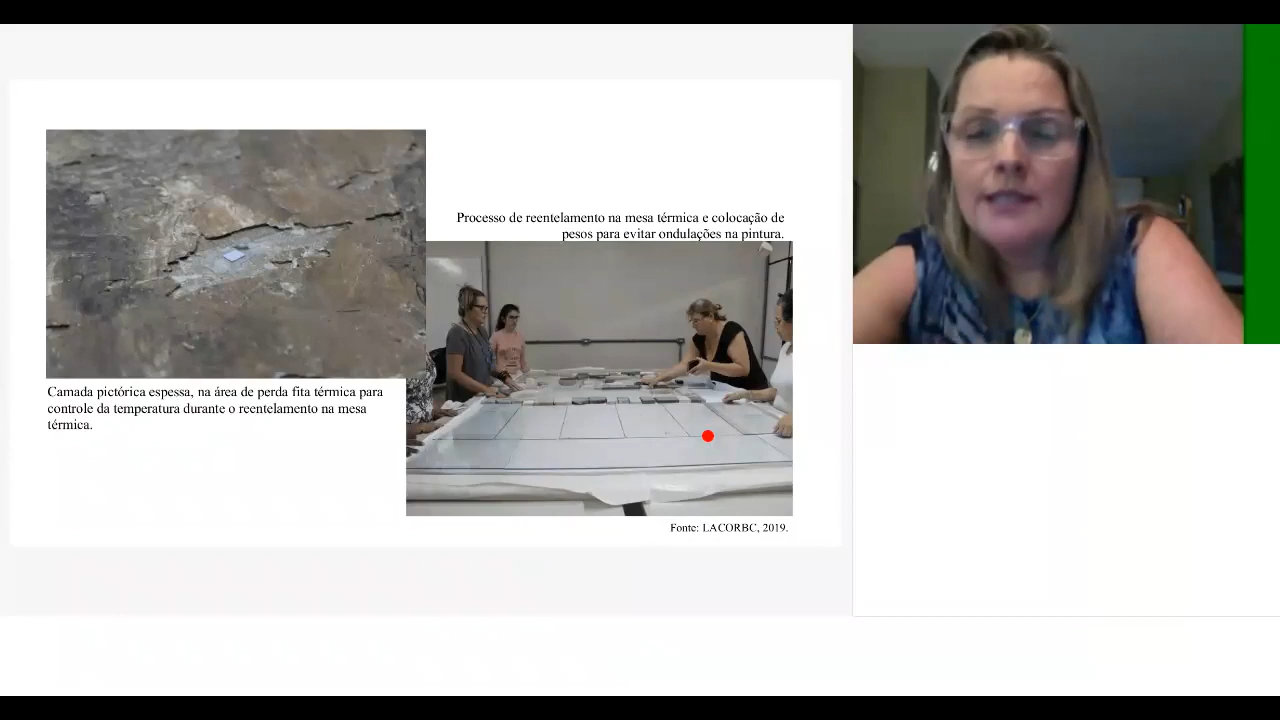 Processo de reentelamento na mesa térmica e colocação de
pesos para evitar ondulações na pintura.
Camada pictórica espessa, na área de perda fita térmica para
controle da temperatura durante o reentelamento na mesa
térmica.
Fonte: LACORBC, 2019.